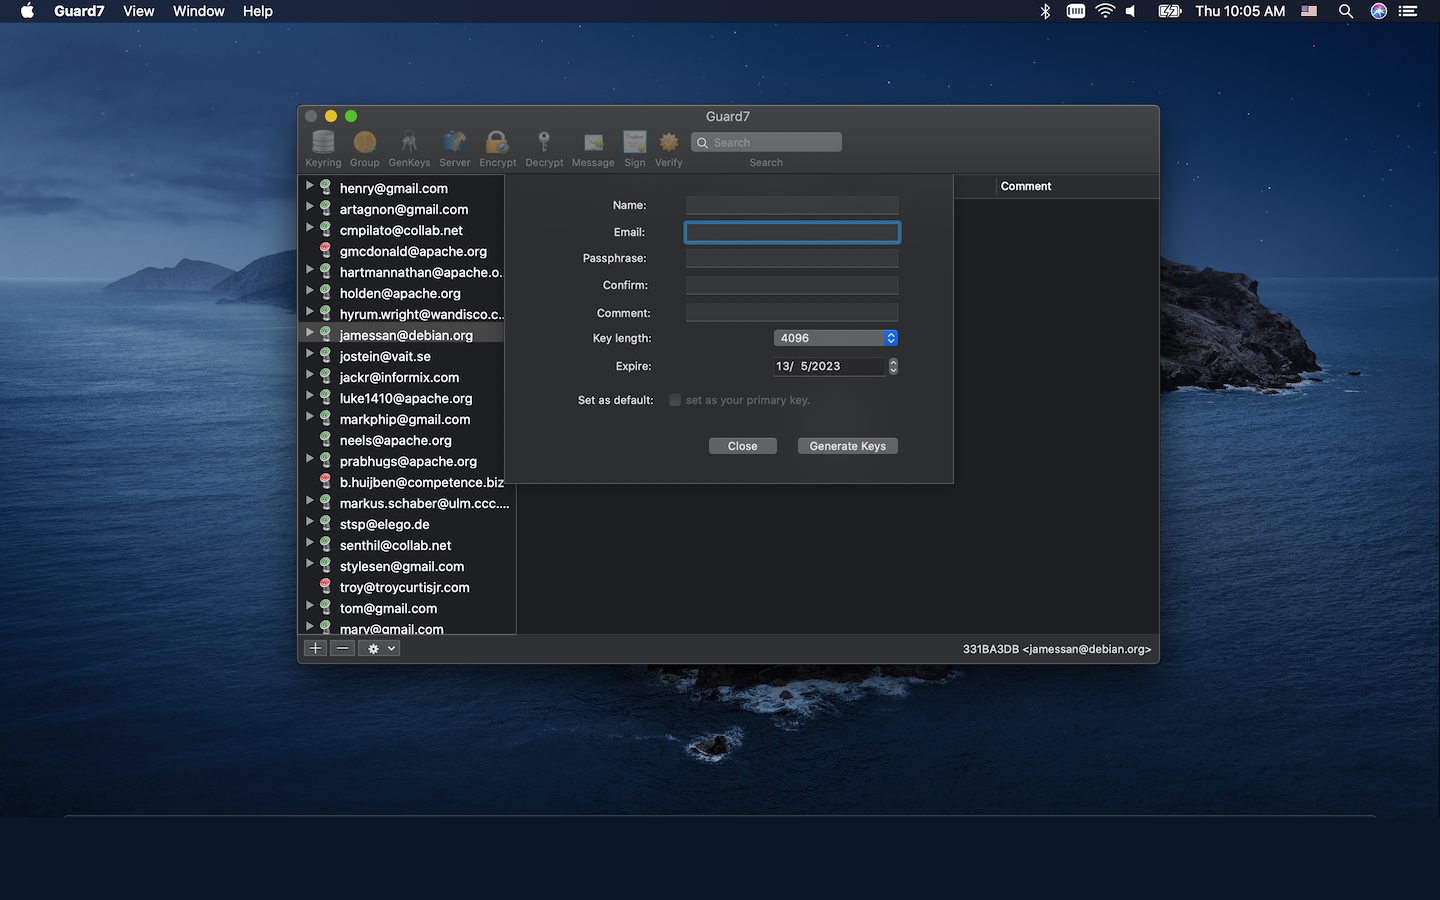 Guard7 View Window Help Thu 10:05 AM
Guard7
Keyring Group GenKeys Server Encrypt Decrypt Message Sign Verify Search
Search
henry@gmail.com
artagnon@gmail.com
cmpilato@collab.net
gmcdonald@apache.org
hartmannathan@apache.o...
holden@apache.org
hyrum.wright@wandisco.c...
jamessan@debian.org
jostein@vait.se
jackr@informix.com
luke1410@apache.org
markphip@gmail.com
neels@apache.org
prabhugs@apache.org
b.huijben@competence.biz
markus.schaber@ulm.ccc....
stsp@elego.de
senthil@collab.net
stylesen@gmail.com
troy@troycurtisjr.com
tom@gmail.com
mary@gmail.com
Name:
Email:
Passphrase:
Confirm:
Comment:
Key length: 4096
Expire: 13/ 5/2023
Set as default: set as your primary key.
Close Generate Keys
Comment
331BA3DB <jamessan@debian.org>